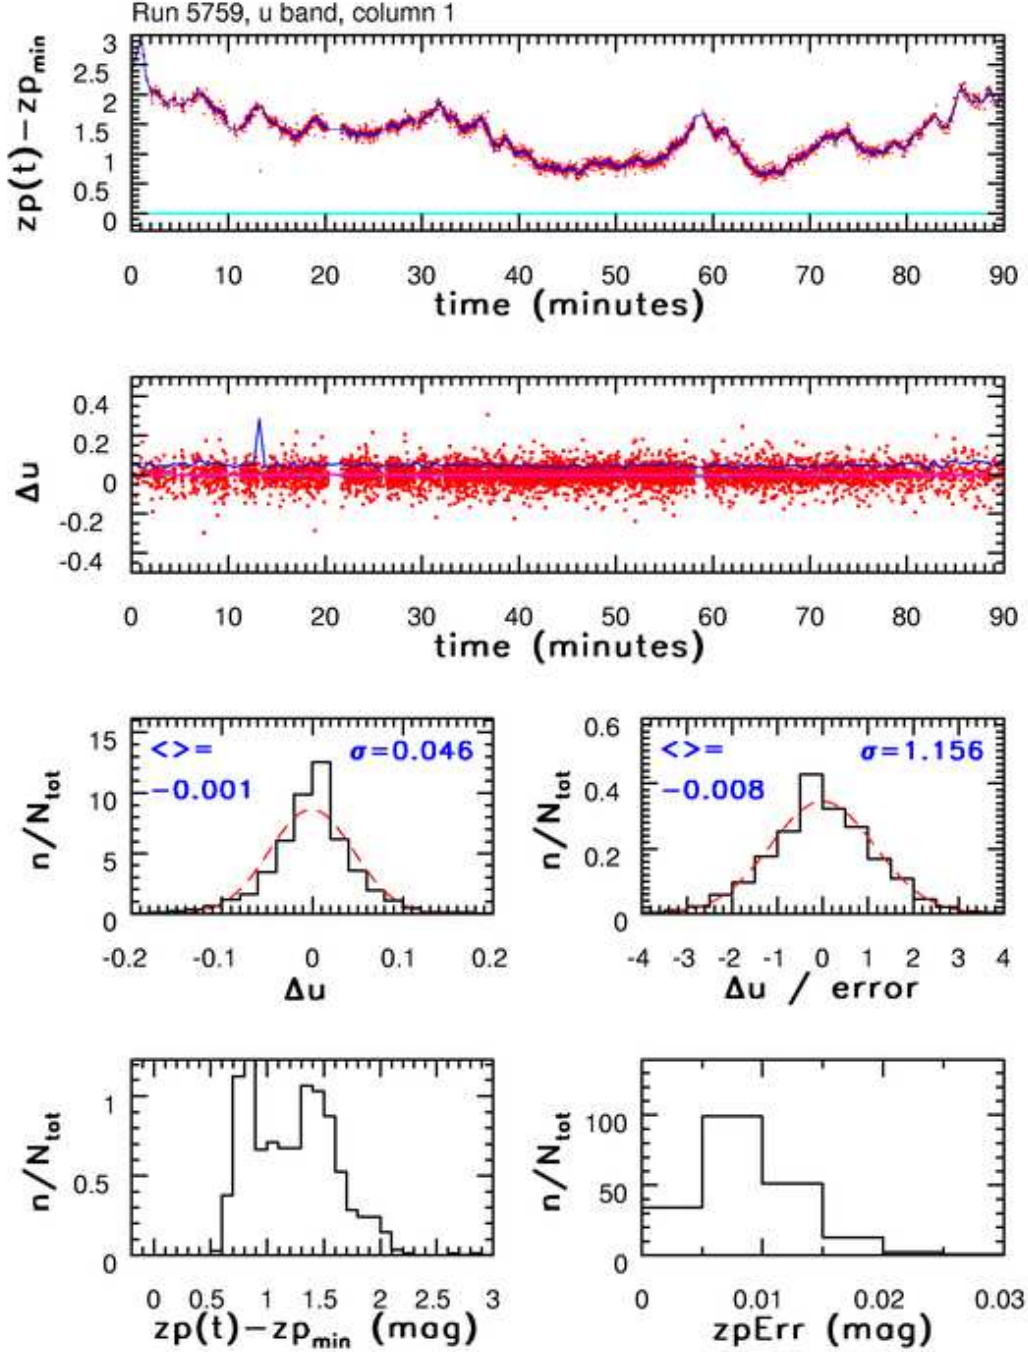 Run 5759, u band, column 1
zp(t)-zp_min
3
2.5
2
1.5
1
0.5
0
0 10 20 30 40 50 60 70 80 90
time (minutes)
Δu
0.4
0.2
0
-0.2
-0.4
0 10 20 30 40 50 60 70 80 90
time (minutes)
n/N_tot
15
10
5
0
<>=
σ=0.046
-0.001
-0.2 -0.1 0 0.1 0.2
Δu
n/N_tot
0.6
0.4
0.2
0
<>=
σ=1.156
-0.008
-4 -3 -2 -1 0 1 2 3 4
Δu / error
n/N_tot
1
0.5
0
0 0.5 1 1.5 2 2.5 3
zp(t)-zp_min (mag)
n/N_tot
100
50
0
0 0.01 0.02 0.03
zpErr (mag)